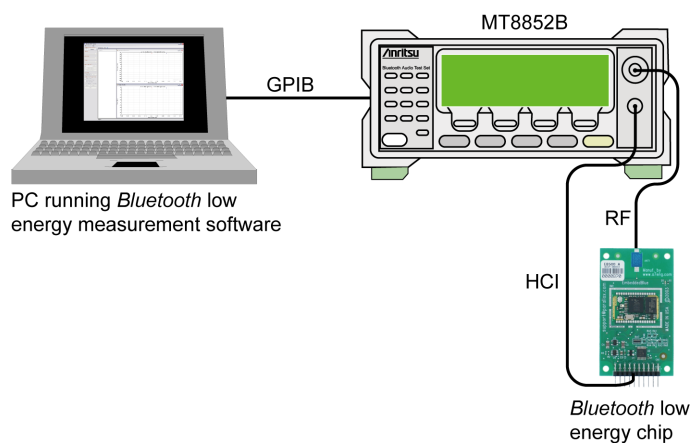 MT8852B
Anritsu
Bluetooth Audio Test Set
GPIB
PC running Bluetooth low
energy measurement software
RF
HCI
Bluetooth low
energy chip